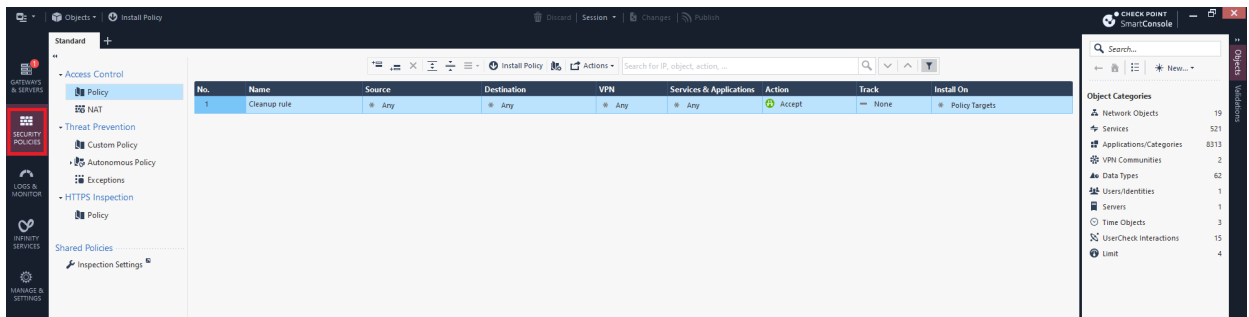 Objects Install Policy Discard Session Changes Publish CHECK POINT
SmartConsole
Standard +
GATEWAYS & SERVERS
SECURITY POLICIES
LOGS & MONITOR
INFINITY SERVICES
MANAGE & SETTINGS
Access Control
Policy
NAT
Threat Prevention
Custom Policy
Autonomous Policy
Exceptions
HTTPS Inspection
Policy
Shared Policies
Inspection Settings
Install Policy Actions Search for IP, object, action, ...
No. Name Source Destination VPN Services & Applications Action Track Install On
1 Cleanup rule * Any * Any * Any * Any Accept — None * Policy Targets
Search...
New...
Object Categories
Network Objects 19
Services 521
Applications/Categories 8313
VPN Communities 2
Data Types 62
Users/Identities 1
Servers 1
Time Objects 3
UserCheck Interactions 15
Limit 4
Objects
Validations